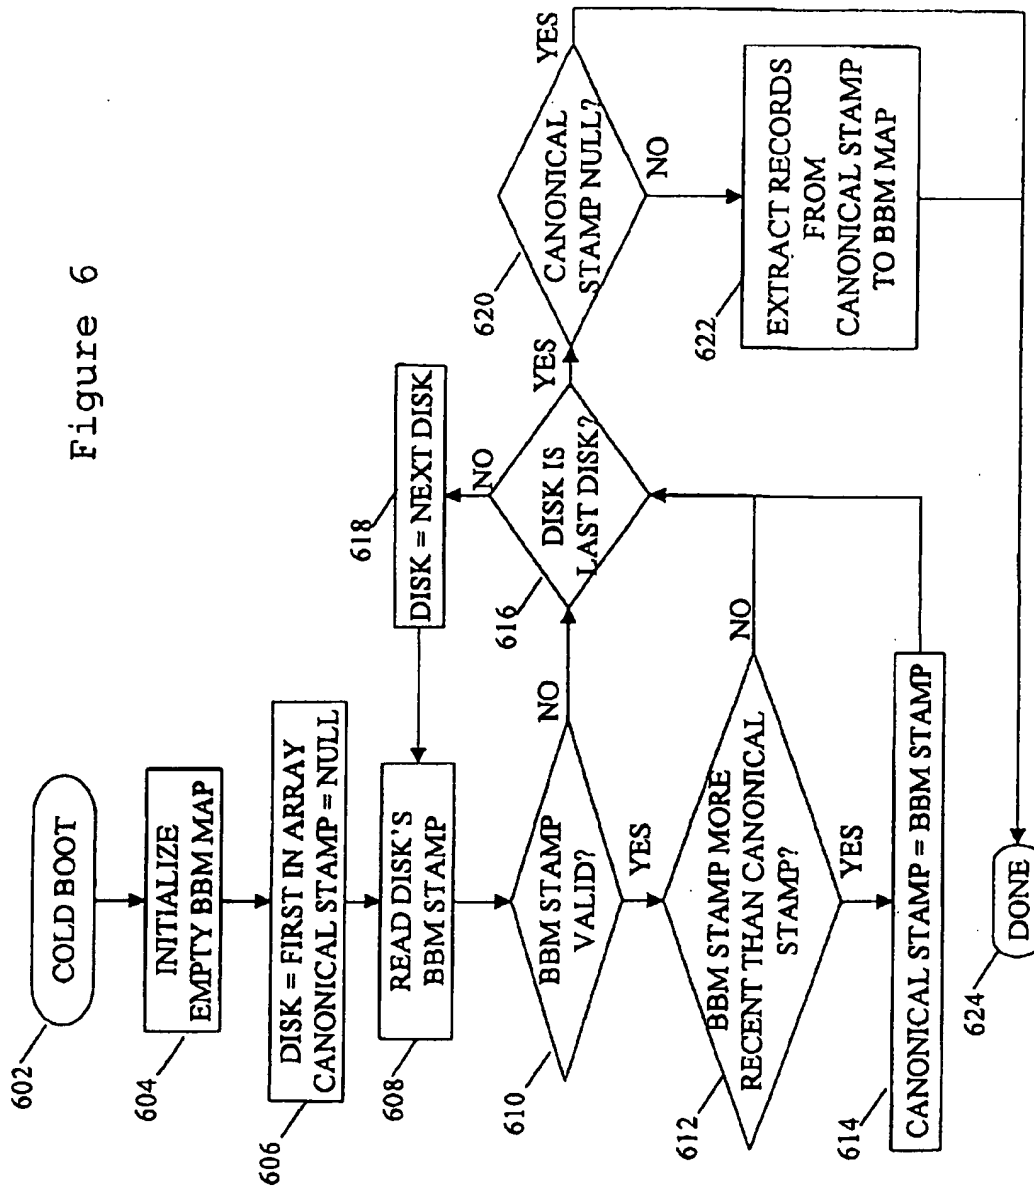 Figure 6
602
COLD BOOT
604
INITIALIZE
EMPTY BBM MAP
606
DISK = FIRST IN ARRAY
CANONICAL STAMP = NULL
608
READ DISK'S
BBM STAMP
618
DISK = NEXT DISK
610
BBM STAMP
VALID?
NO
YES
616
DISK IS
LAST DISK?
NO
YES
620
CANONICAL
STAMP NULL?
YES
NO
612
BBM STAMP MORE
RECENT THAN CANONICAL
STAMP?
NO
YES
622
EXTRACT RECORDS
FROM
CANONICAL STAMP
TO BBM MAP
614
CANONICAL STAMP = BBM STAMP
624
DONE